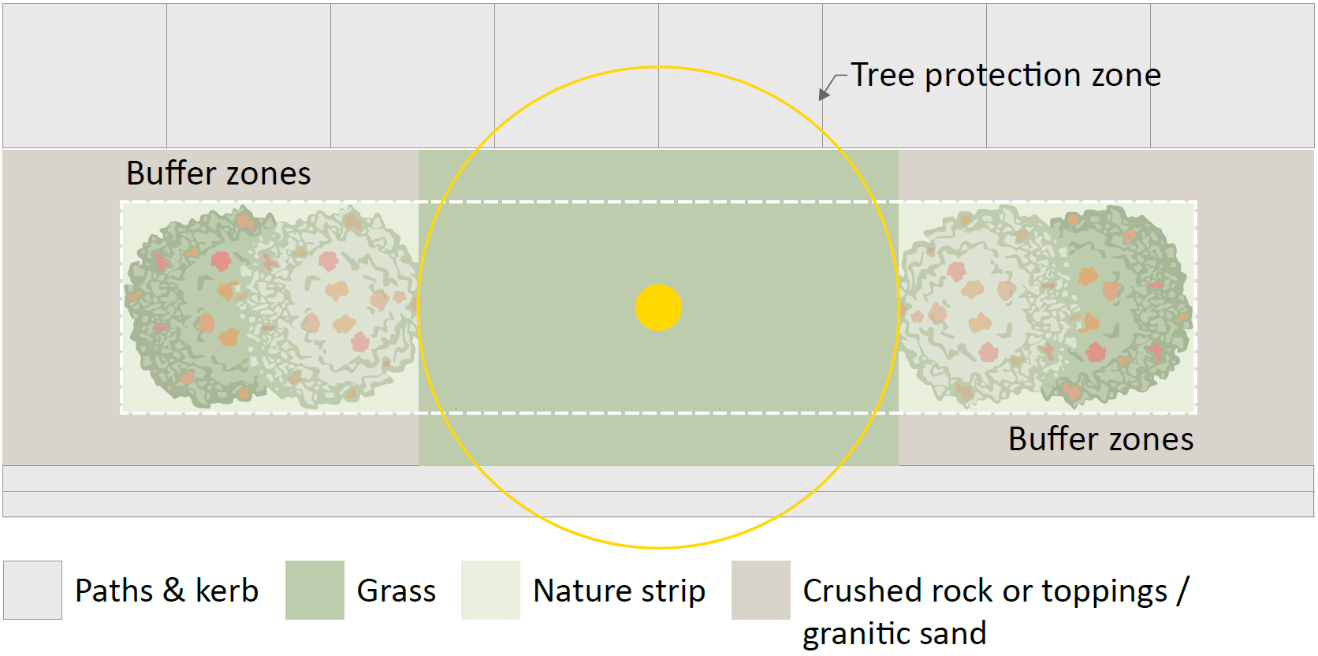 Tree protection zone
Buffer zones
Buffer zones
Paths & kerb
Grass
Nature strip
Crushed rock or toppings /
granitic sand